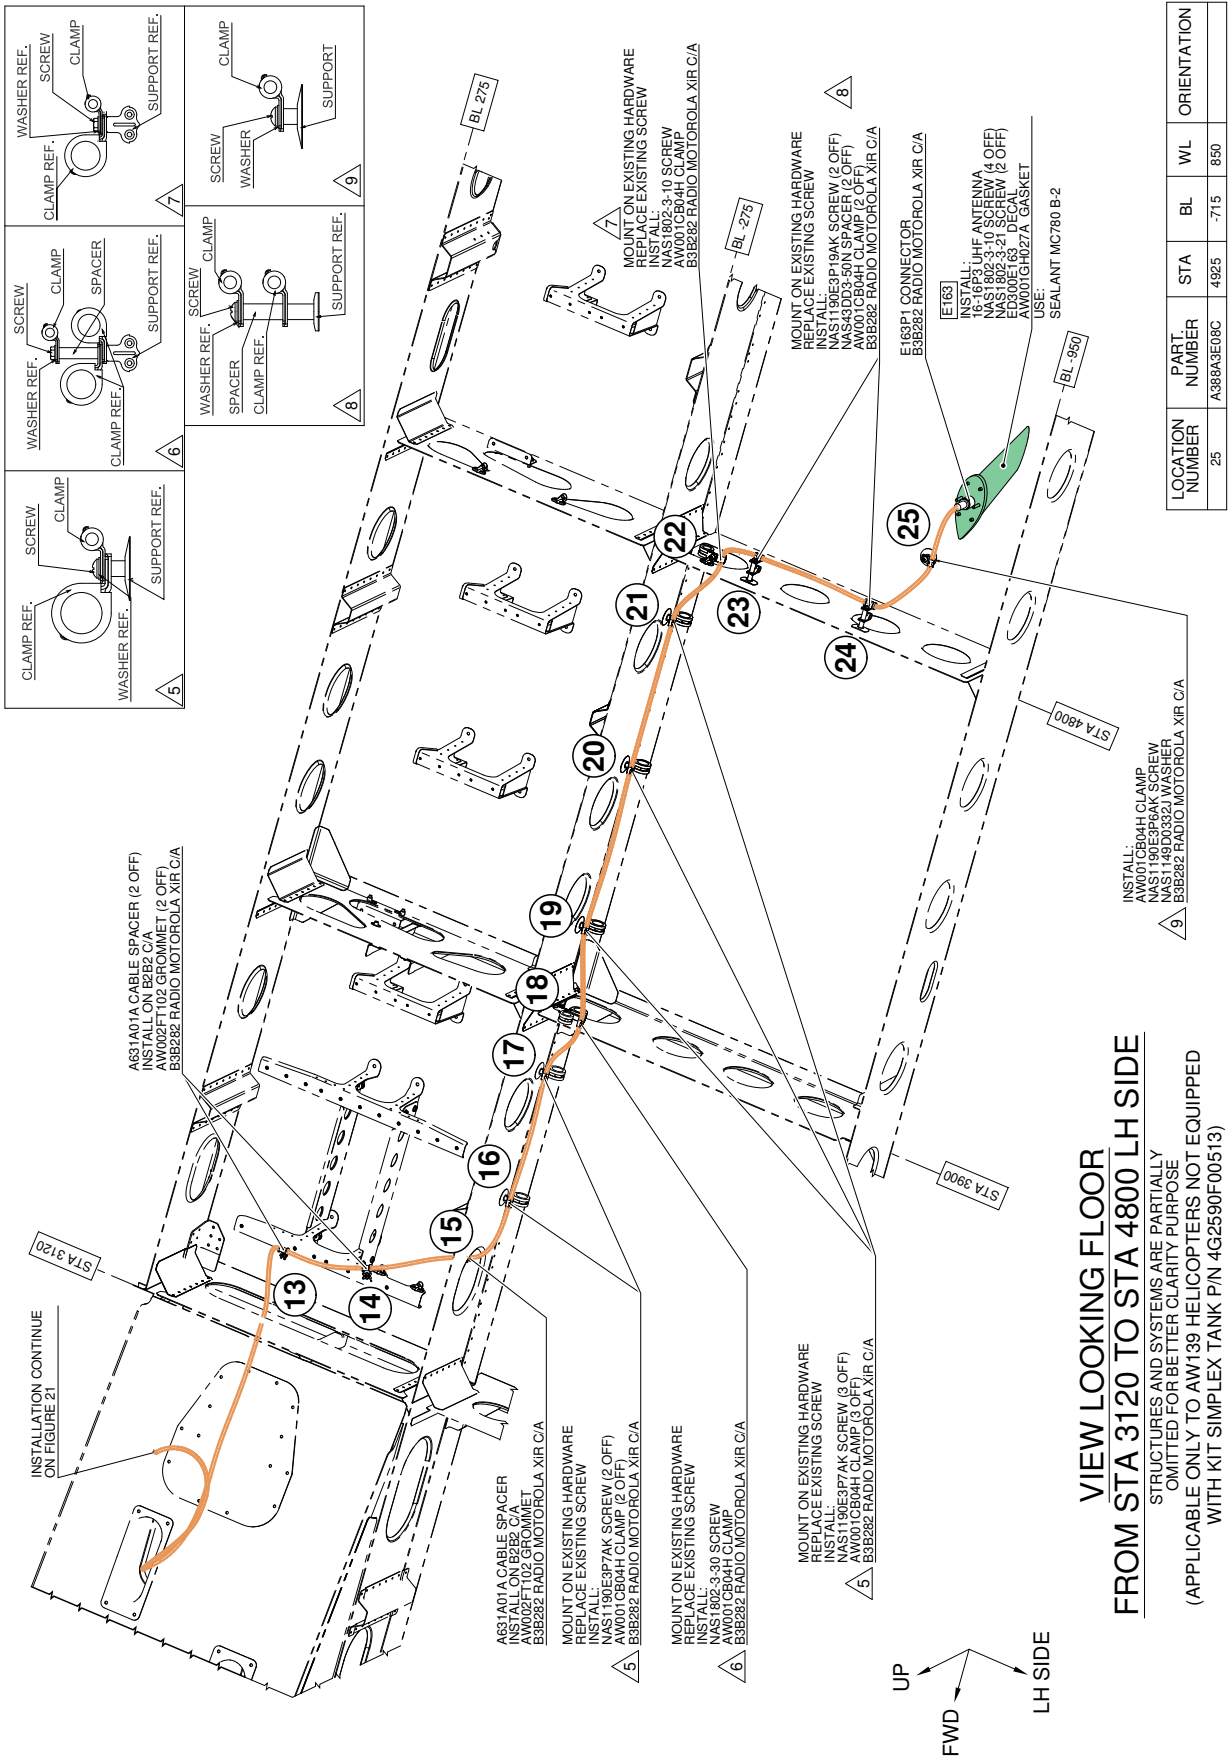 CLAMP REF.
SCREW
CLAMP
WASHER REF.
SUPPORT REF.
5
WASHER REF.
SCREW
CLAMP
SPACER
CLAMP REF.
SUPPORT REF.
6
CLAMP REF.
WASHER REF.
SCREW
CLAMP
SUPPORT REF.
7
WASHER REF.
SCREW
CLAMP
SPACER
CLAMP REF.
SUPPORT REF.
8
SCREW
WASHER
CLAMP
SUPPORT
9
INSTALLATION CONTINUE
ON FIGURE 21
STA 3120
A631A01A CABLE SPACER (2 OFF)
INSTALL ON B2B2 C/A
AW002FT102 GROMMET (2 OFF)
B3B282 RADIO MOTOROLA XiR C/A
BL 275
7
MOUNT ON EXISTING HARDWARE
REPLACE EXISTING SCREW
INSTALL:
NAS1802-3-10 SCREW
AW001CB04H CLAMP
B3B282 RADIO MOTOROLA XiR C/A
BL -275
8
MOUNT ON EXISTING HARDWARE
REPLACE EXISTING SCREW
INSTALL:
NAS1190E3P19AK SCREW (2 OFF)
NAS43DD3-50N SPACER (2 OFF)
AW001CB04H CLAMP (2 OFF)
B3B282 RADIO MOTOROLA XiR C/A
E163P1 CONNECTOR
B3B282 RADIO MOTOROLA XiR C/A
E163
INSTALL:
16-16P3 UHF ANTENNA
NAS1802-3-10 SCREW (4 OFF)
NAS1802-3-21 SCREW (2 OFF)
ED300E163 DECAL
AW001GH027A GASKET
USE:
SEALANT MC780 B-2
BL -950
13
14
15
16
17
18
19
20
21
22
23
24
25
STA 4800
STA 3900
A631A01A CABLE SPACER
INSTALL ON B2B2 C/A
AW002FT102 GROMMET
B3B282 RADIO MOTOROLA XiR C/A
MOUNT ON EXISTING HARDWARE
REPLACE EXISTING SCREW
INSTALL:
NAS1190E3P7AK SCREW (2 OFF)
AW001CB04H CLAMP (2 OFF)
B3B282 RADIO MOTOROLA XiR C/A
5
MOUNT ON EXISTING HARDWARE
REPLACE EXISTING SCREW
INSTALL:
NAS1802-3-30 SCREW
AW001CB04H CLAMP
B3B282 RADIO MOTOROLA XiR C/A
6
MOUNT ON EXISTING HARDWARE
REPLACE EXISTING SCREW
INSTALL:
NAS1190E3P7AK SCREW (3 OFF)
AW001CB04H CLAMP (3 OFF)
B3B282 RADIO MOTOROLA XiR C/A
5
INSTALL:
AW001CB04H CLAMP
NAS1190E3P6AK SCREW
NAS1149D0332J WASHER
B3B282 RADIO MOTOROLA XiR C/A
9
UP
FWD
LH SIDE
VIEW LOOKING FLOOR
FROM STA 3120 TO STA 4800 LH SIDE
STRUCTURES AND SYSTEMS ARE PARTIALLY
OMITTED FOR BETTER CLARITY PURPOSE
(APPLICABLE ONLY TO AW139 HELICOPTERS NOT EQUIPPED
WITH KIT SIMPLEX TANK P/N 4G2590F00513)
LOCATION NUMBER PART. NUMBER STA BL WL ORIENTATION
25 A388A3E08C 4925 -715 850